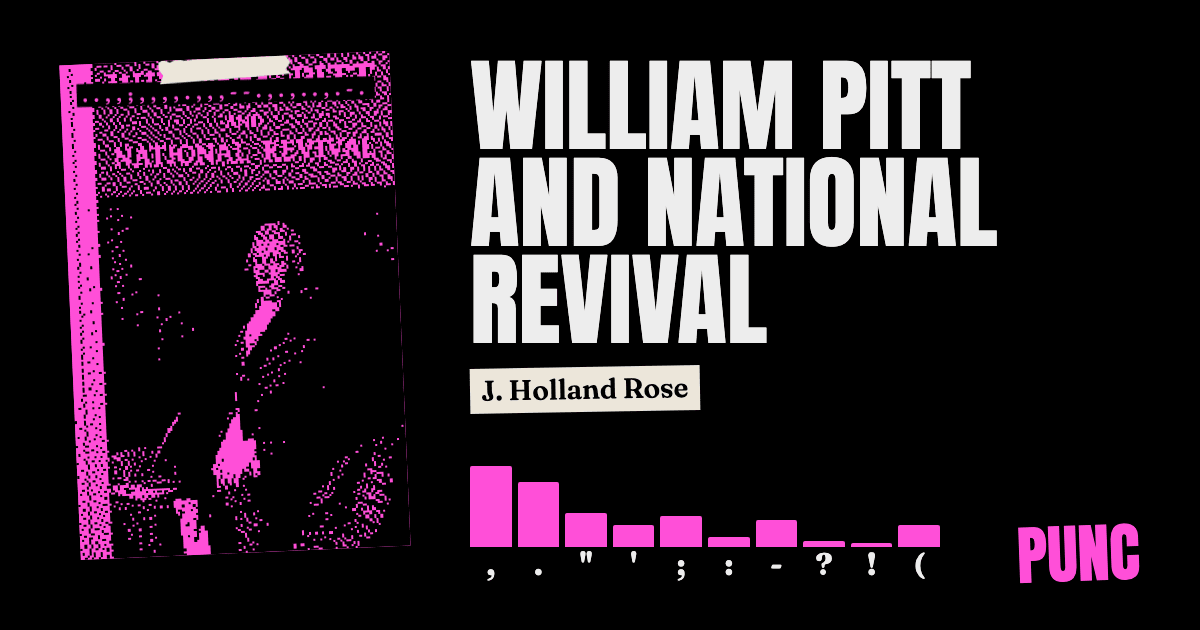 AND
NATIONAL REVIVAL
WILLIAM PITT
AND NATIONAL
REVIVAL
J. Holland Rose
, . " ' ; : - ? ! (
PUNC